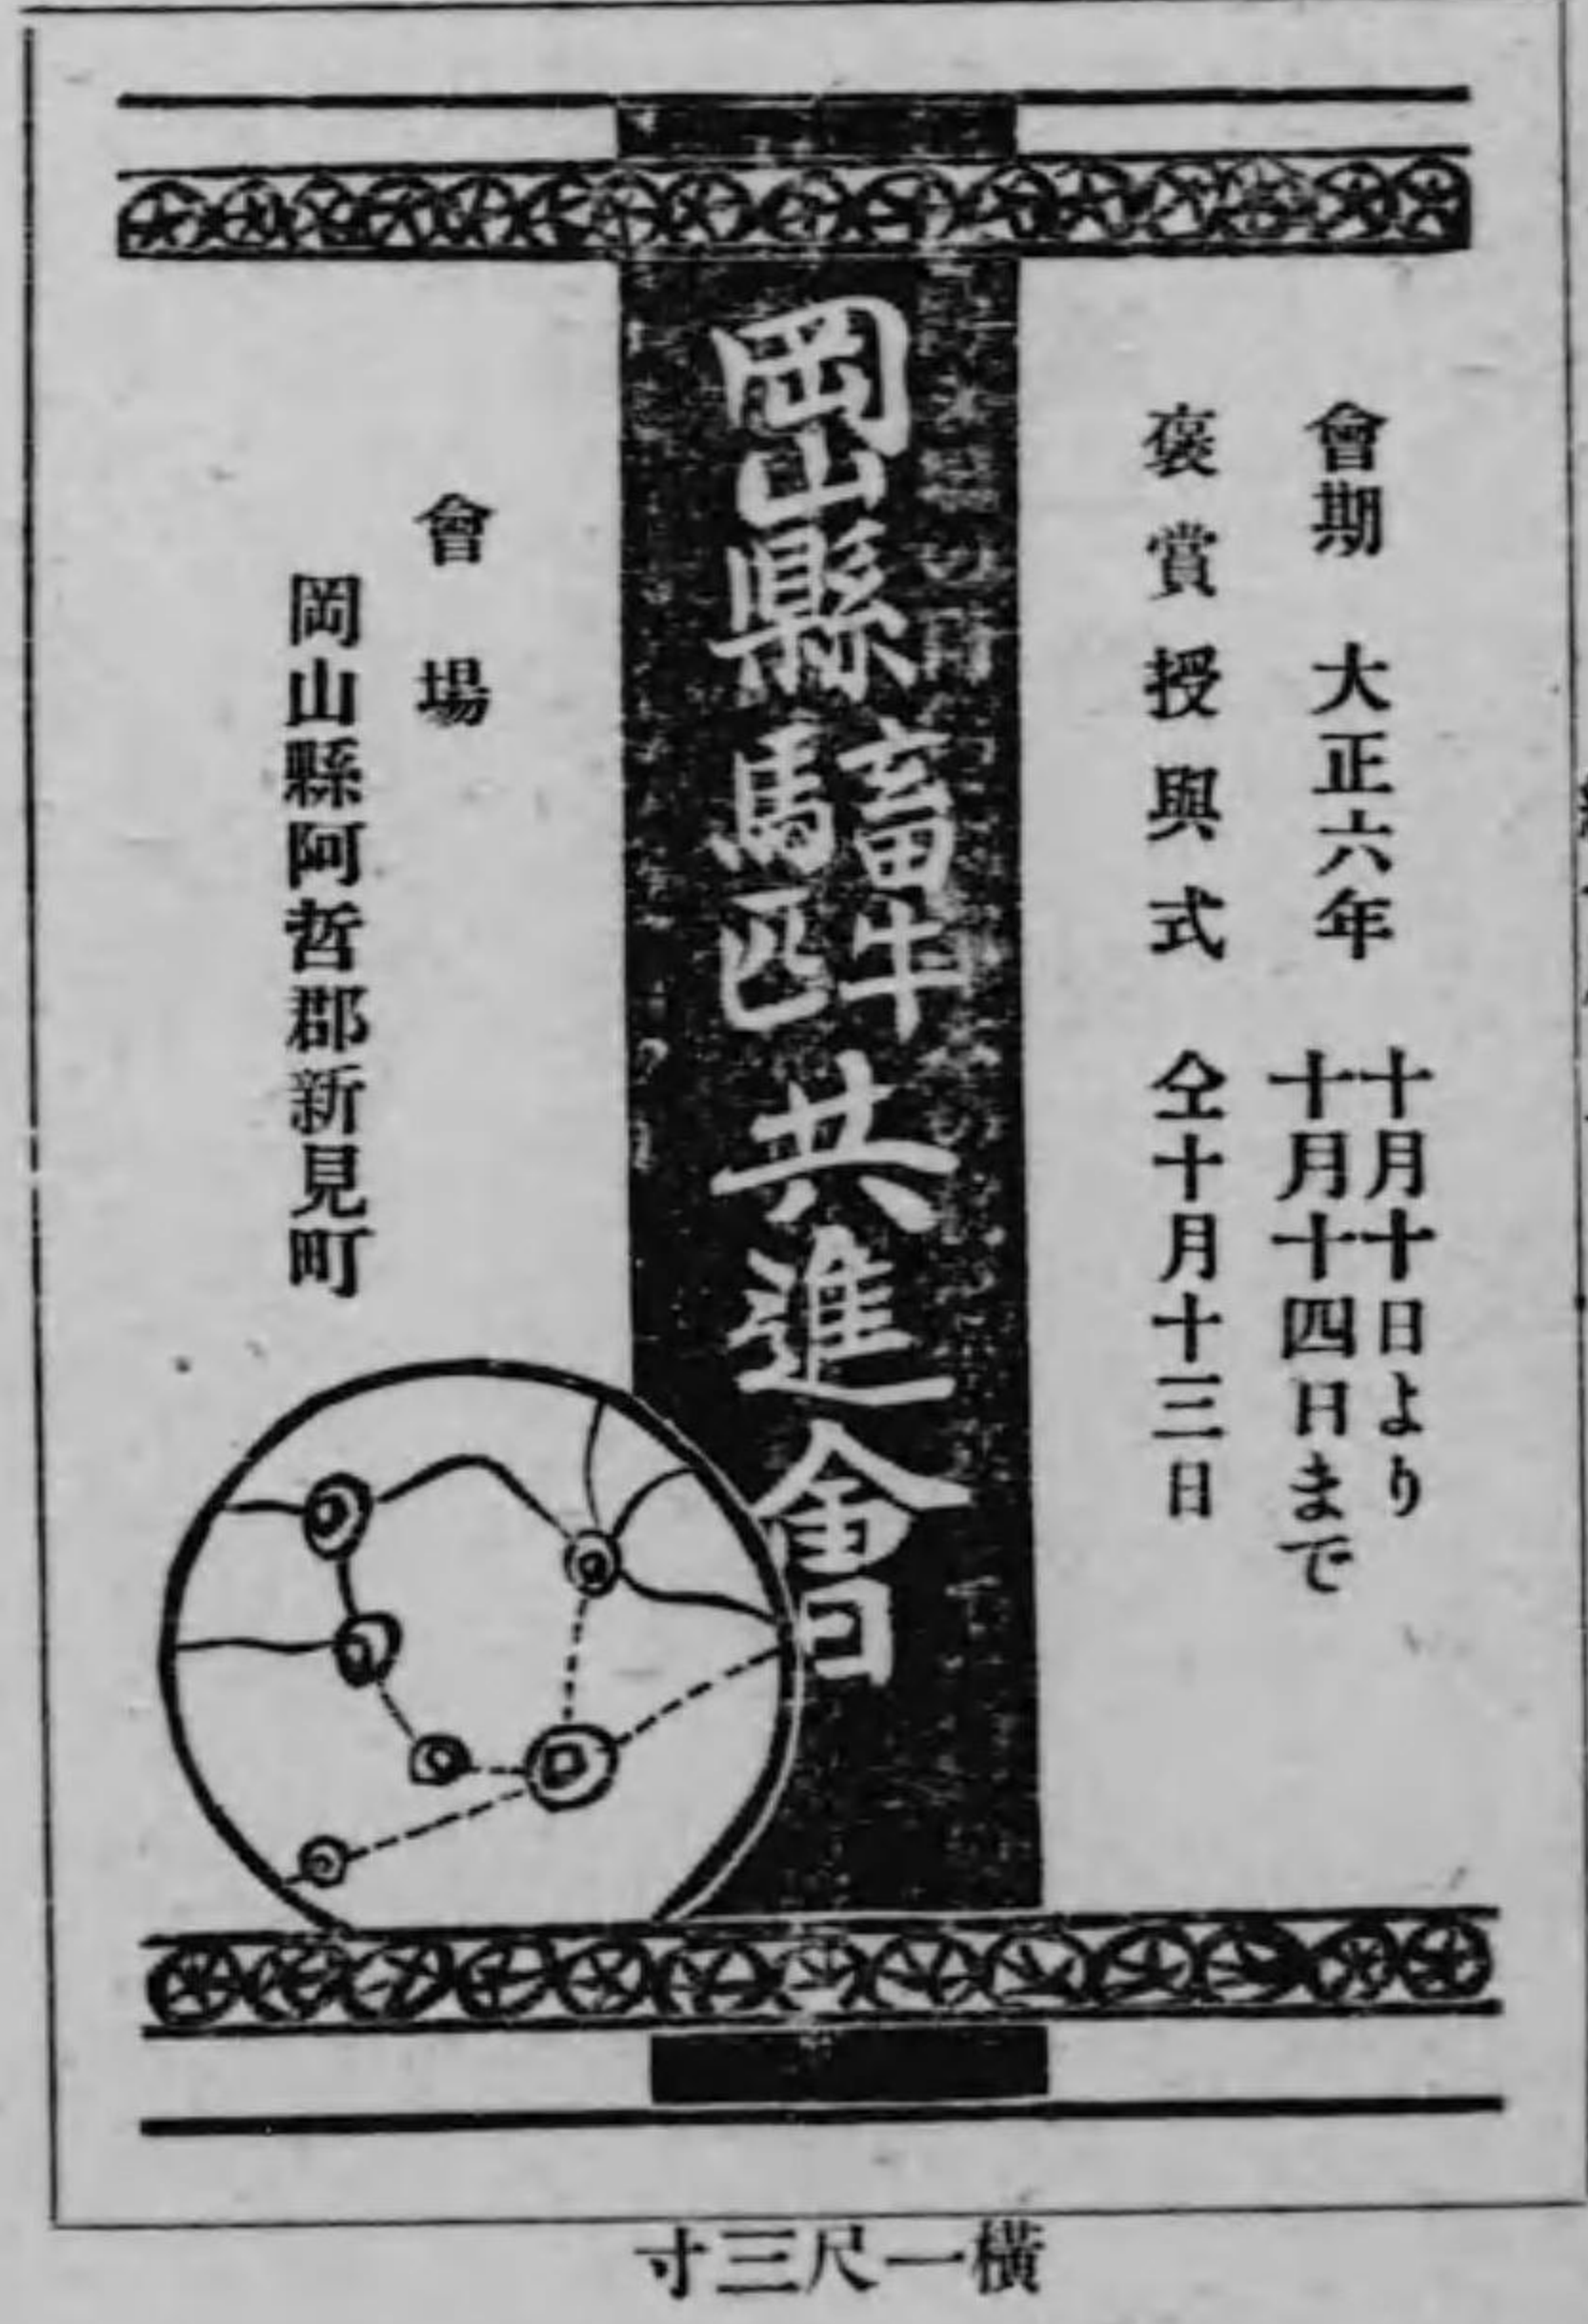 會期 大正六年 十月十日より
十月十四日まで
褒賞授與式 仝十月十三日
岡山縣畜牛馬匹共進會
會場
岡山縣阿哲郡新見町
橫一尺三寸